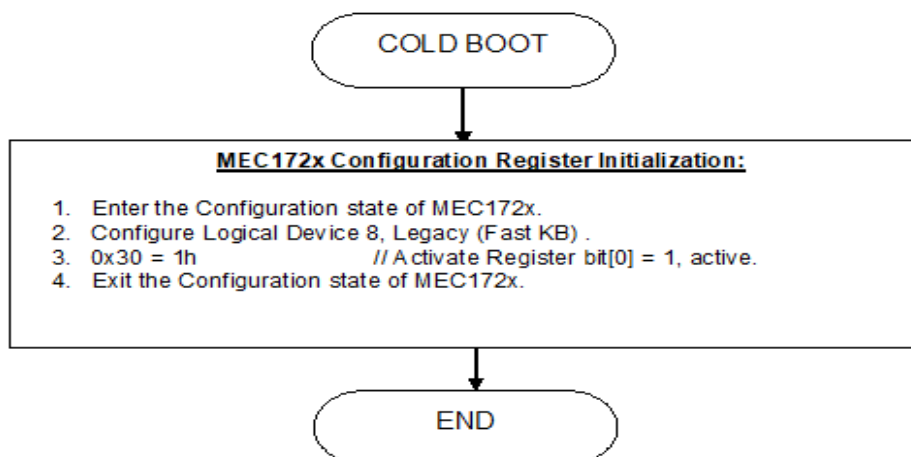 COLD BOOT
MEC172x Configuration Register Initialization:
1. Enter the Configuration state of MEC172x.
2. Configure Logical Device 8, Legacy (Fast KB) .
3. 0x30 = 1h // Activate Register bit[0] = 1, active.
4. Exit the Configuration state of MEC172x.
END